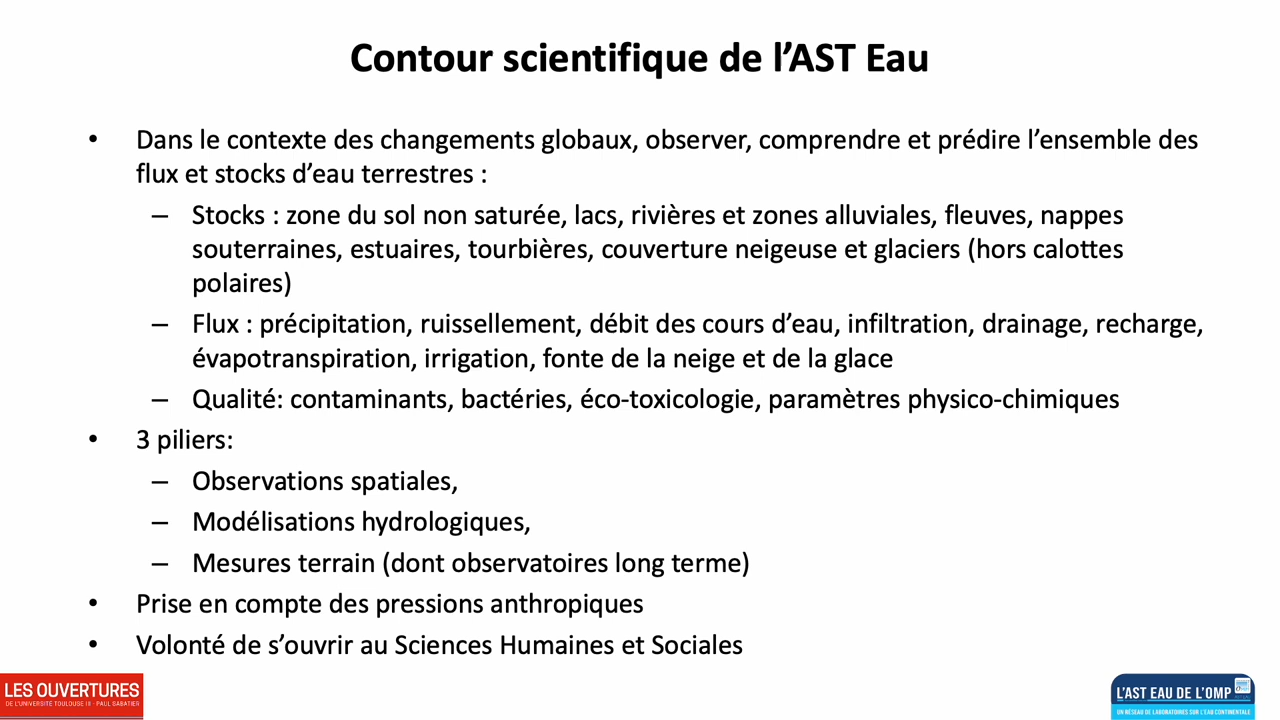 Contour scientifique de l’AST Eau
• Dans le contexte des changements globaux, observer, comprendre et prédire l’ensemble des
flux et stocks d’eau terrestres :
– Stocks : zone du sol non saturée, lacs, rivières et zones alluviales, fleuves, nappes
souterraines, estuaires, tourbières, couverture neigeuse et glaciers (hors calottes
polaires)
– Flux : précipitation, ruissellement, débit des cours d’eau, infiltration, drainage, recharge,
évapotranspiration, irrigation, fonte de la neige et de la glace
– Qualité: contaminants, bactéries, éco-toxicologie, paramètres physico-chimiques
• 3 piliers:
– Observations spatiales,
– Modélisations hydrologiques,
– Mesures terrain (dont observatoires long terme)
• Prise en compte des pressions anthropiques
• Volonté de s’ouvrir au Sciences Humaines et Sociales
LES OUVERTURES
DE L’UNIVERSITÉ TOULOUSE III - PAUL SABATIER
L’AST EAU DE L’OMP
UN RÉSEAU DE LABORATOIRES SUR L’EAU CONTINENTALE